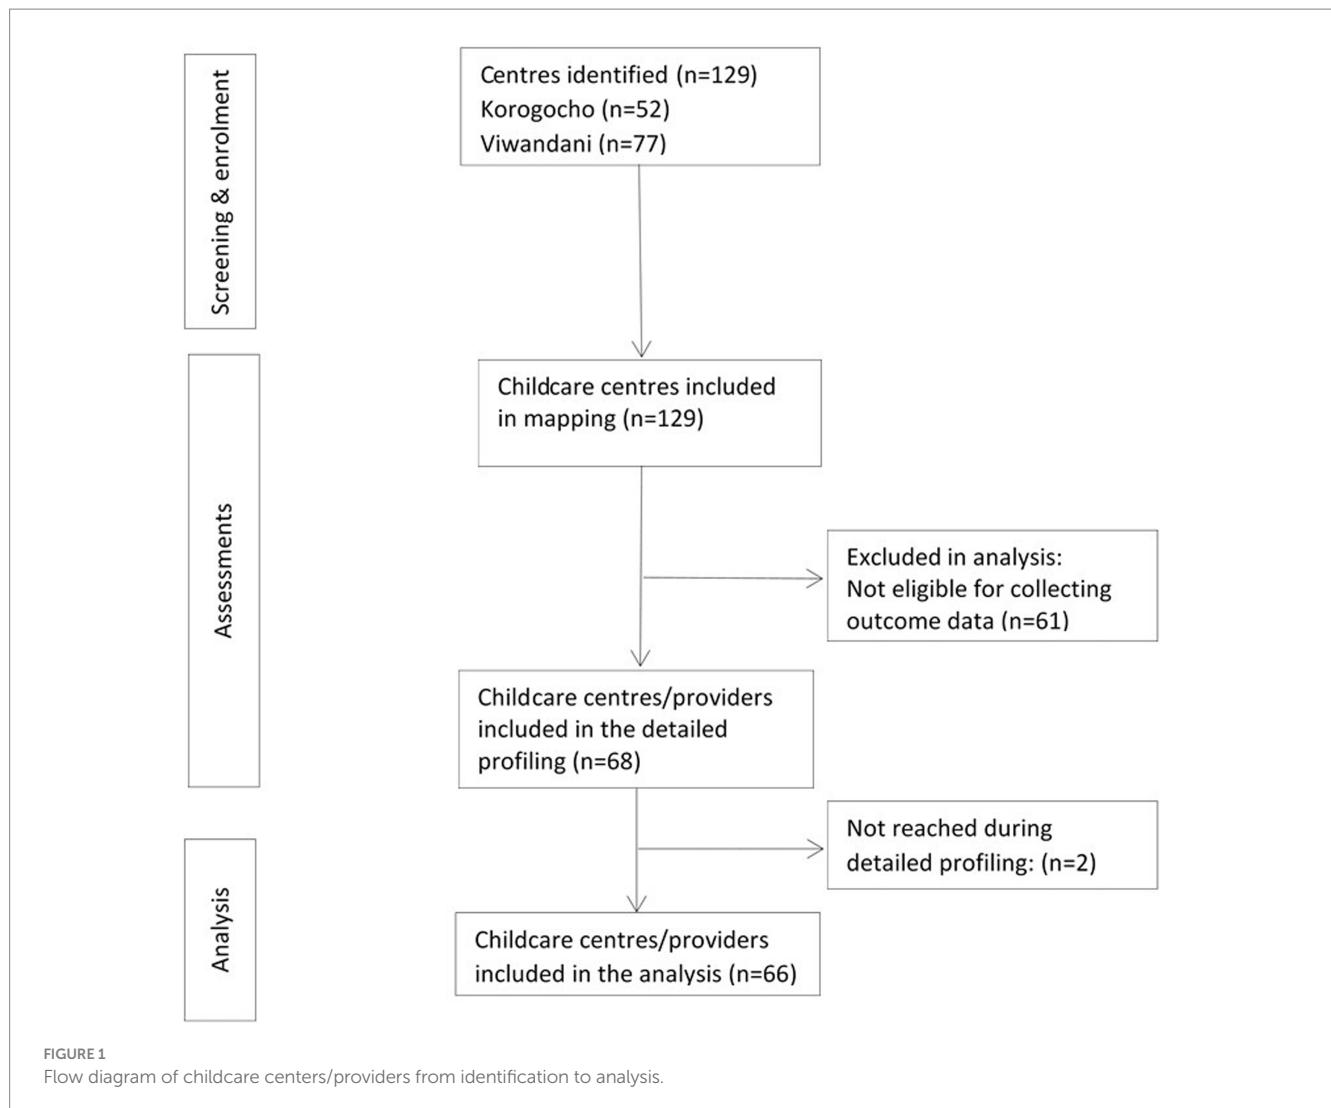 Screening & enrolment
Centres identified (n=129)
Korogocho (n=52)
Viwandani (n=77)
Assessments
Childcare centres included
in mapping (n=129)
Excluded in analysis:
Not eligible for collecting
outcome data (n=61)
Childcare centres/providers
included in the detailed
profiling (n=68)
Not reached during
detailed profiling: (n=2)
Analysis
Childcare centres/providers
included in the analysis (n=66)
FIGURE 1
Flow diagram of childcare centers/providers from identification to analysis.